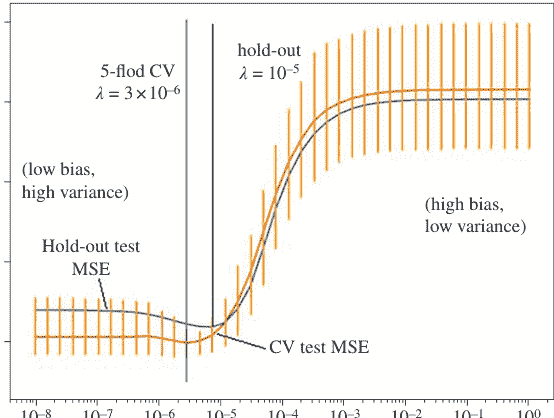 5-flod CV
λ = 3×10⁻⁶
hold-out
λ = 10⁻⁵
(low bias,
high variance)
(high bias,
low variance)
Hold-out test
MSE
CV test MSE
10⁻⁸ 10⁻⁷ 10⁻⁶ 10⁻⁵ 10⁻⁴ 10⁻³ 10⁻² 10⁻¹ 10⁰